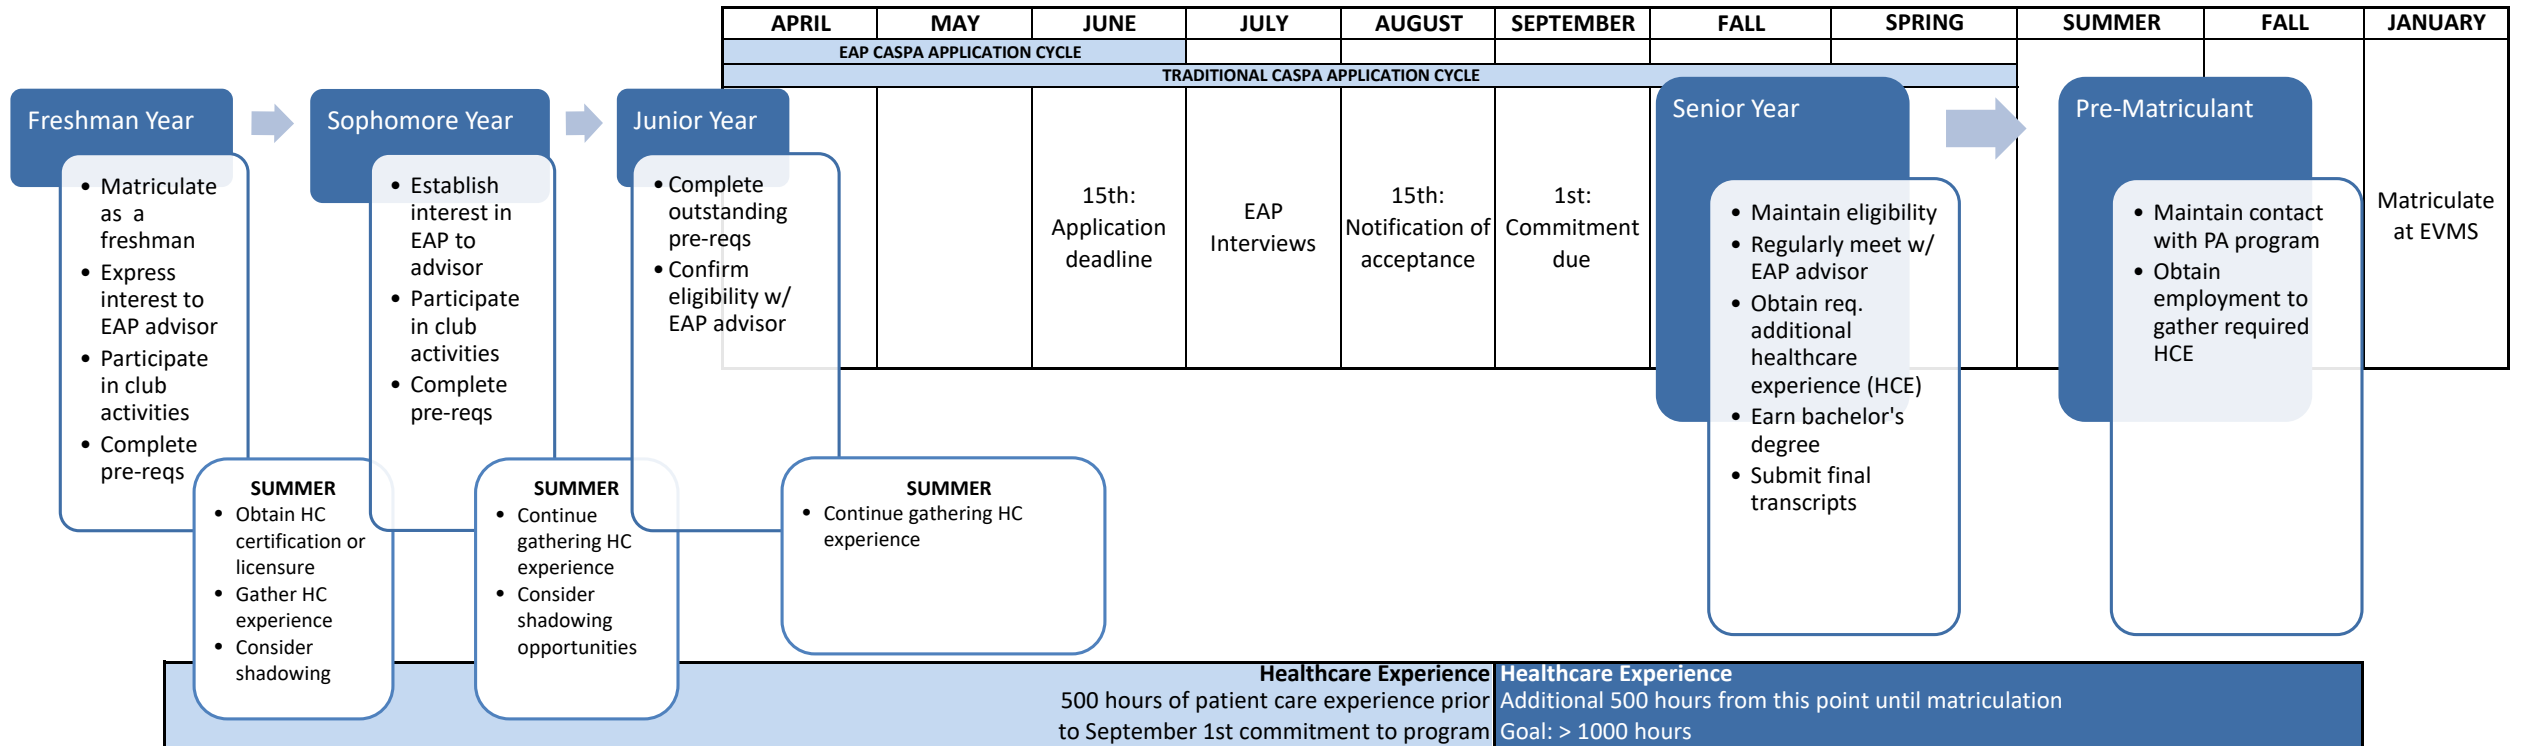 APRIL MAY JUNE JULY AUGUST SEPTEMBER FALL SPRING SUMMER FALL JANUARY
EAP CASPA APPLICATION CYCLE
TRADITIONAL CASPA APPLICATION CYCLE
Freshman Year
• Matriculate
as a
freshman
• Express
interest to
EAP advisor
• Participate
in club
activities
• Complete
pre-reqs
SUMMER
• Obtain HC
certification or
licensure
• Gather HC
experience
• Consider
shadowing
Sophomore Year
• Establish
interest in
EAP to
advisor
• Participate
in club
activities
• Complete
pre-reqs
SUMMER
• Continue
gathering HC
experience
• Consider
shadowing
opportunities
Junior Year
• Complete
outstanding
pre-reqs
• Confirm
eligibility w/
EAP advisor
SUMMER
• Continue gathering HC
experience
15th:
Application
deadline
EAP
Interviews
15th:
Notification of
acceptance
1st:
Commitment
due
Senior Year
• Maintain eligibility
• Regularly meet w/
EAP advisor
• Obtain req.
additional
healthcare
experience (HCE)
• Earn bachelor's
degree
• Submit final
transcripts
Pre-Matriculant
• Maintain contact
with PA program
• Obtain
employment to
gather required
HCE
Matriculate
at EVMS
Healthcare Experience
500 hours of patient care experience prior
to September 1st commitment to program
Healthcare Experience
Additional 500 hours from this point until matriculation
Goal: > 1000 hours